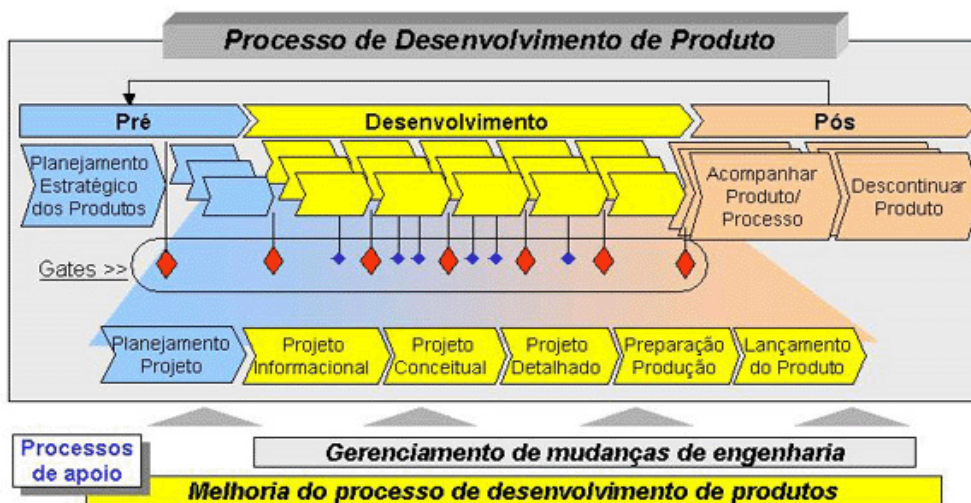 Processo de Desenvolvimento de Produto
Pré
Desenvolvimento
Pós
Planejamento
Estratégico
dos Produtos
Acompanhar
Produto/
Processo
Descontinuar
Produto
Gates >>
Planejamento
Projeto
Projeto
Informacional
Projeto
Conceitual
Projeto
Detalhado
Preparação
Produção
Lançamento
do Produto
Processos
de apoio
Gerenciamento de mudanças de engenharia
Melhoria do processo de desenvolvimento de produtos